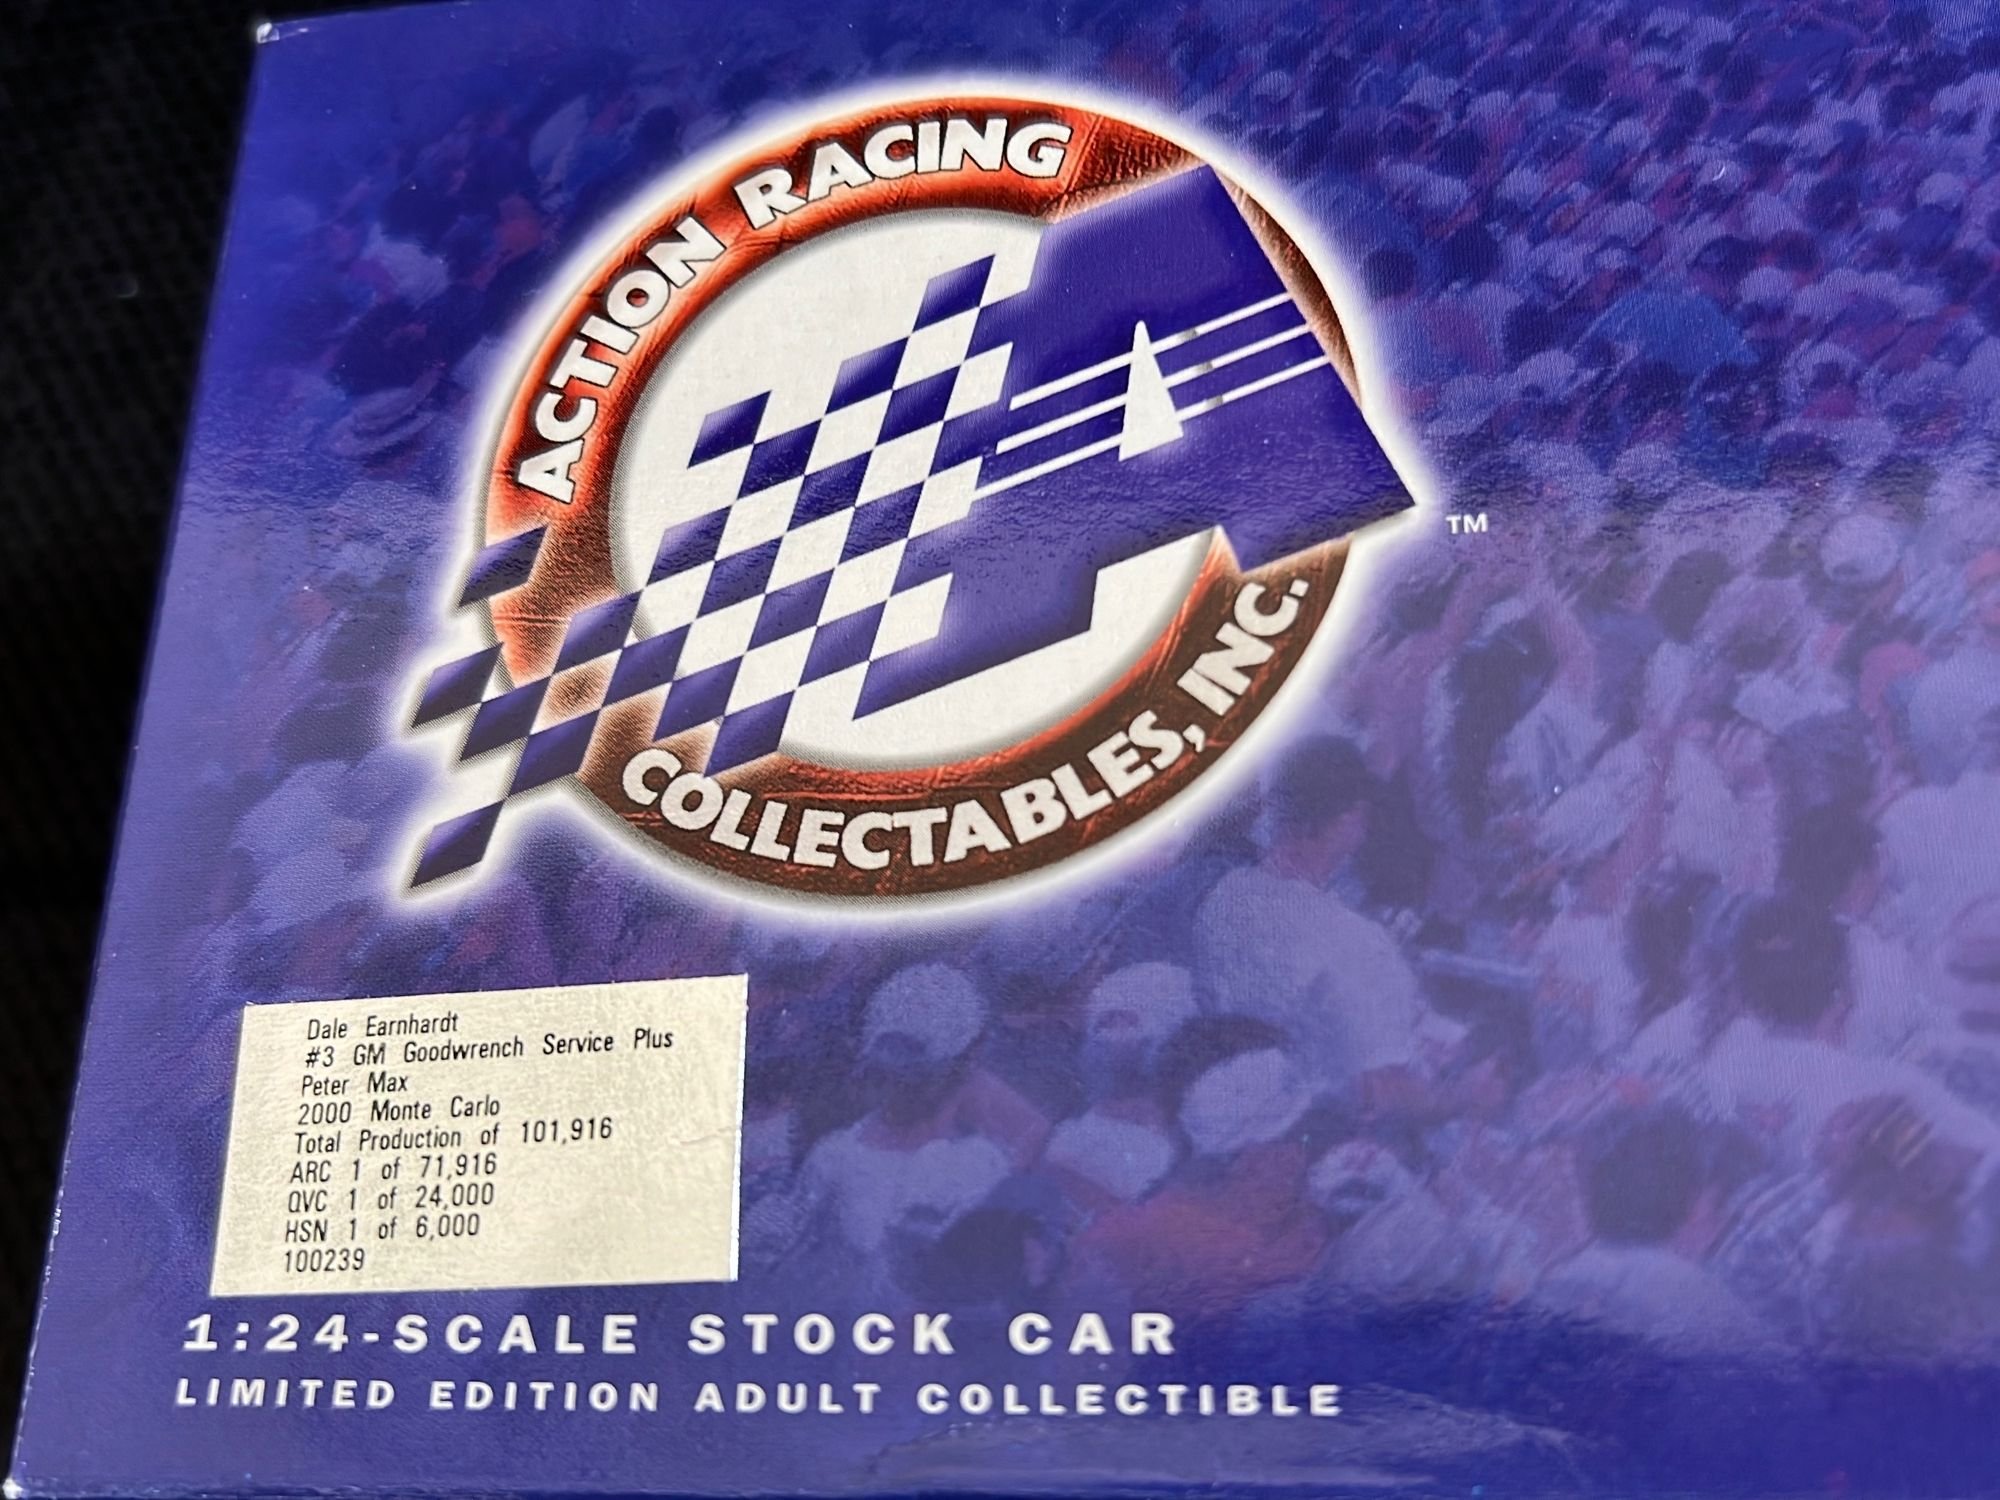 ACTION RACING
COLLECTABLES, INC.
TM
Dale Earnhardt
#3 GM Goodwrench Service Plus
Peter Max
2000 Monte Carlo
Total Production of 101,916
ARC 1 of 71,916
QVC 1 of 24,000
HSN 1 of 6,000
100239
1:24-SCALE STOCK CAR
LIMITED EDITION ADULT COLLECTIBLE